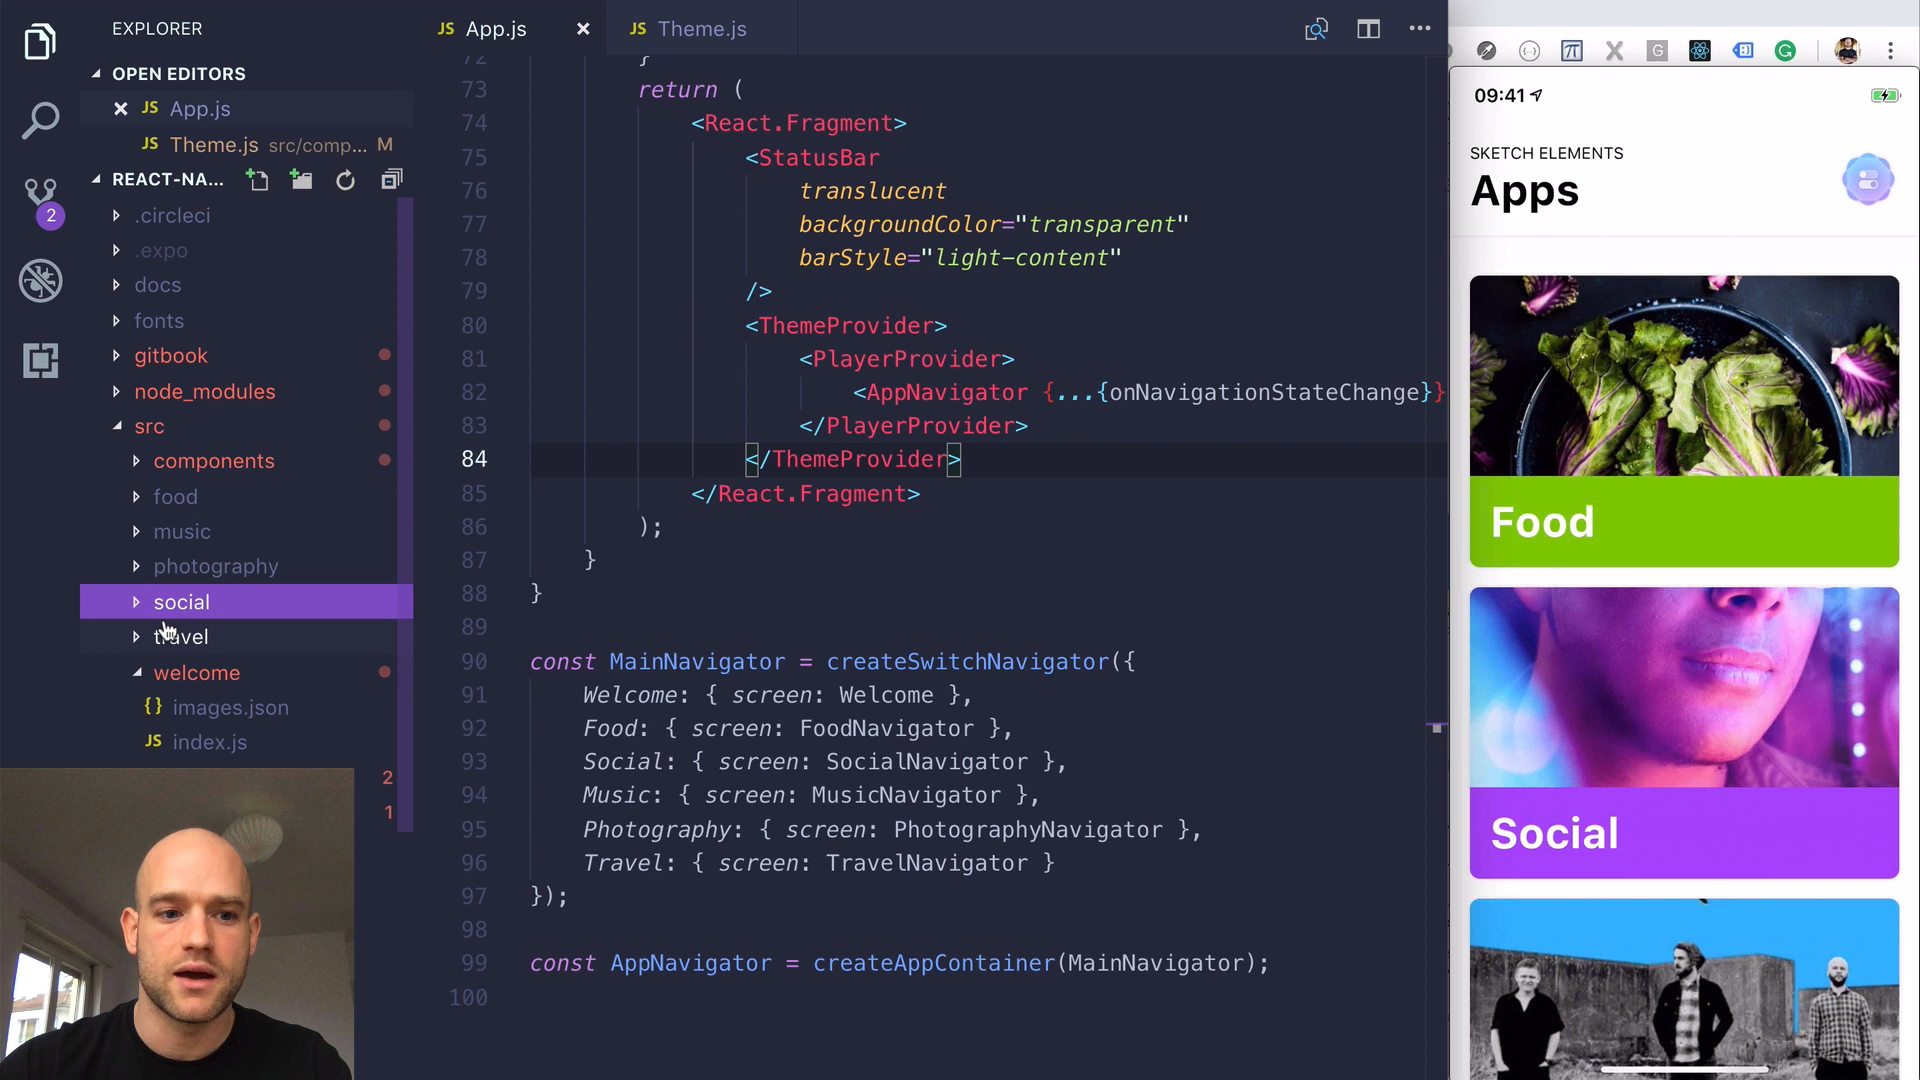 EXPLORER
OPEN EDITORS
JS App.js
JS Theme.js src/comp... M
REACT-NA...
2
.circleci
.expo
docs
fonts
gitbook
node_modules
src
components
food
music
photography
social
travel
welcome
{} images.json
JS index.js
2
1
JS App.js
JS Theme.js
72 }
73 return (
74 <React.Fragment>
75 <StatusBar
76 translucent
77 backgroundColor="transparent"
78 barStyle="light-content"
79 />
80 <ThemeProvider>
81 <PlayerProvider>
82 <AppNavigator {...{onNavigationStateChange}}
83 </PlayerProvider>
84 </ThemeProvider>
85 </React.Fragment>
86 );
87 }
88 }
89
90 const MainNavigator = createSwitchNavigator({
91 Welcome: { screen: Welcome },
92 Food: { screen: FoodNavigator },
93 Social: { screen: SocialNavigator },
94 Music: { screen: MusicNavigator },
95 Photography: { screen: PhotographyNavigator },
96 Travel: { screen: TravelNavigator }
97 });
98
99 const AppNavigator = createAppContainer(MainNavigator);
100
09:41
SKETCH ELEMENTS
Apps
Food
Social